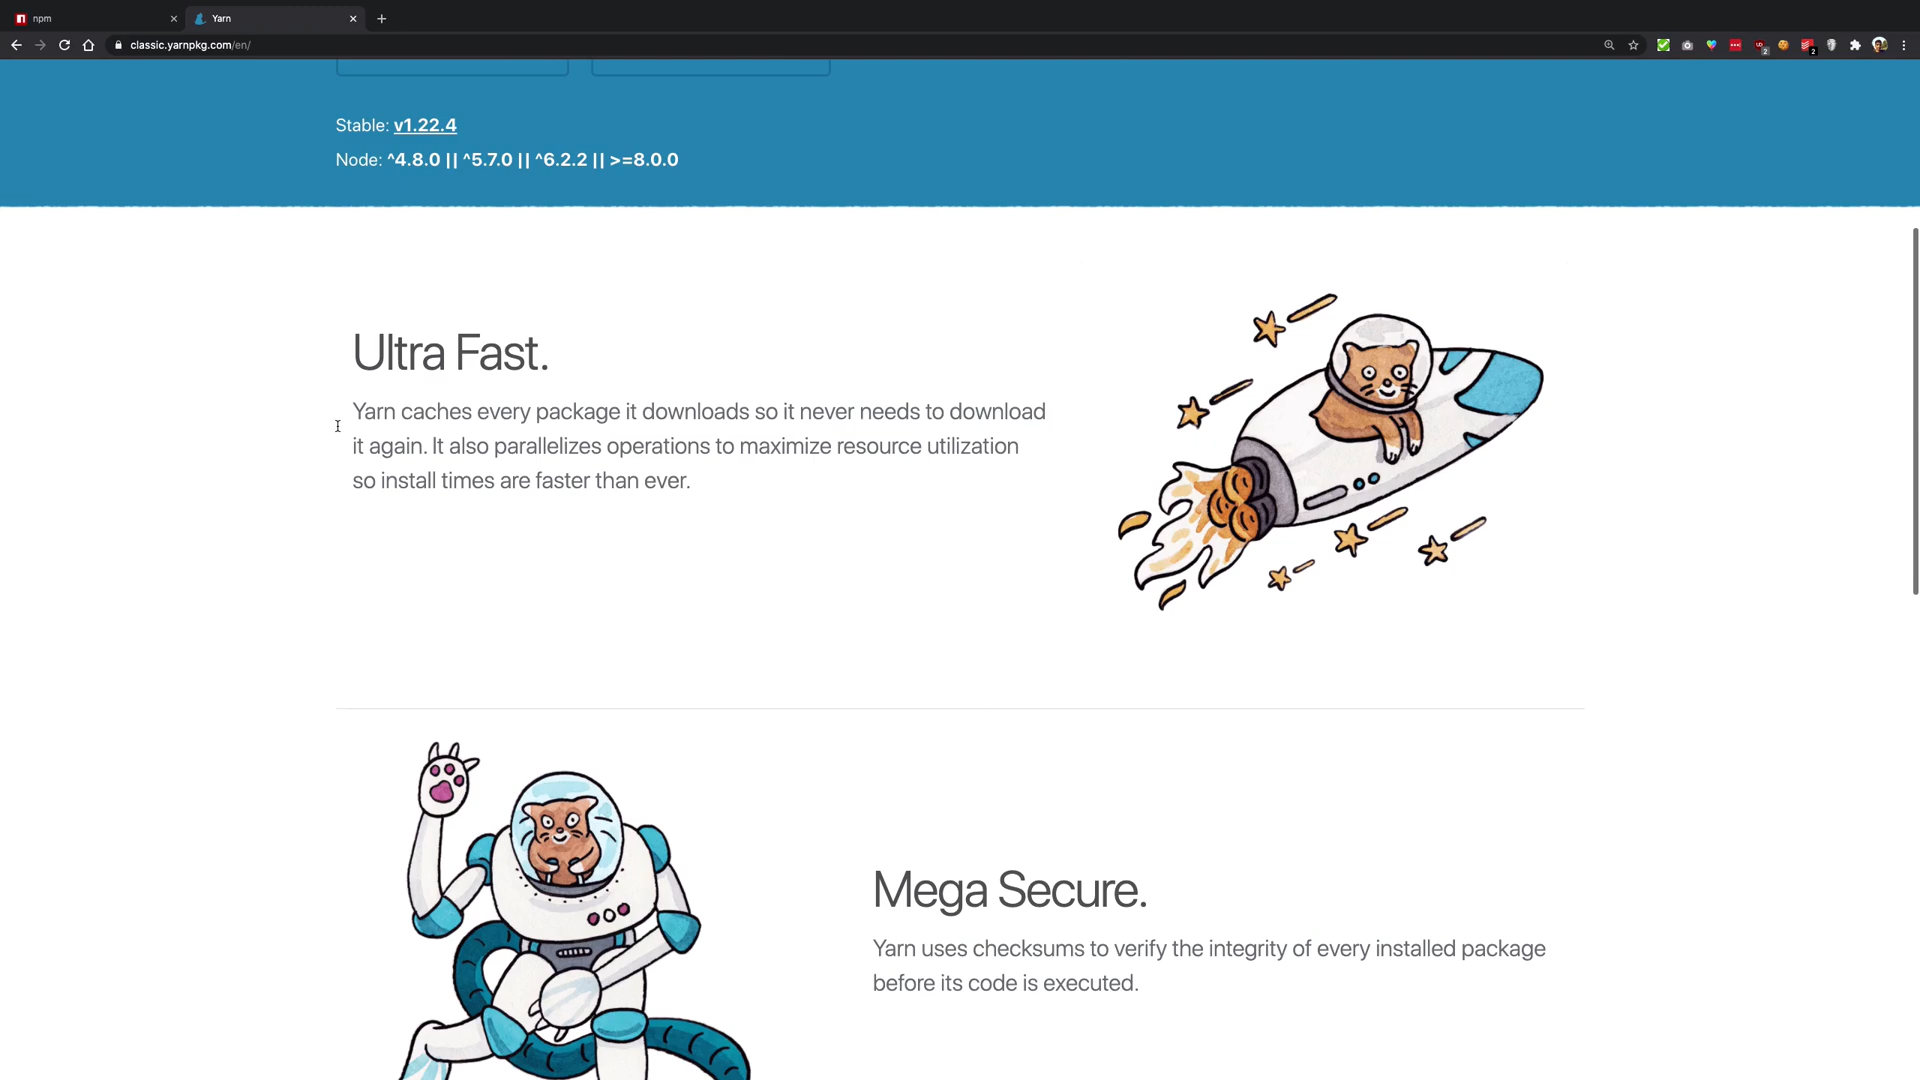 npm
Yarn
classic.yarnpkg.com/en/
2
2
Stable: v1.22.4
Node: ^4.8.0 || ^5.7.0 || ^6.2.2 || >=8.0.0
Ultra Fast.
Yarn caches every package it downloads so it never needs to download
it again. It also parallelizes operations to maximize resource utilization
so install times are faster than ever.
Mega Secure.
Yarn uses checksums to verify the integrity of every installed package
before its code is executed.